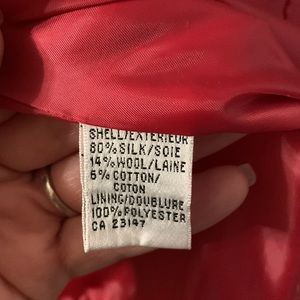 SHELL/EXTERIEUR
80% SILK/SOIE
14% WOOL/LAINE
6% COTTON/
COTON
LINING/DOUBLURE
100% POLYESTER
CA 23147